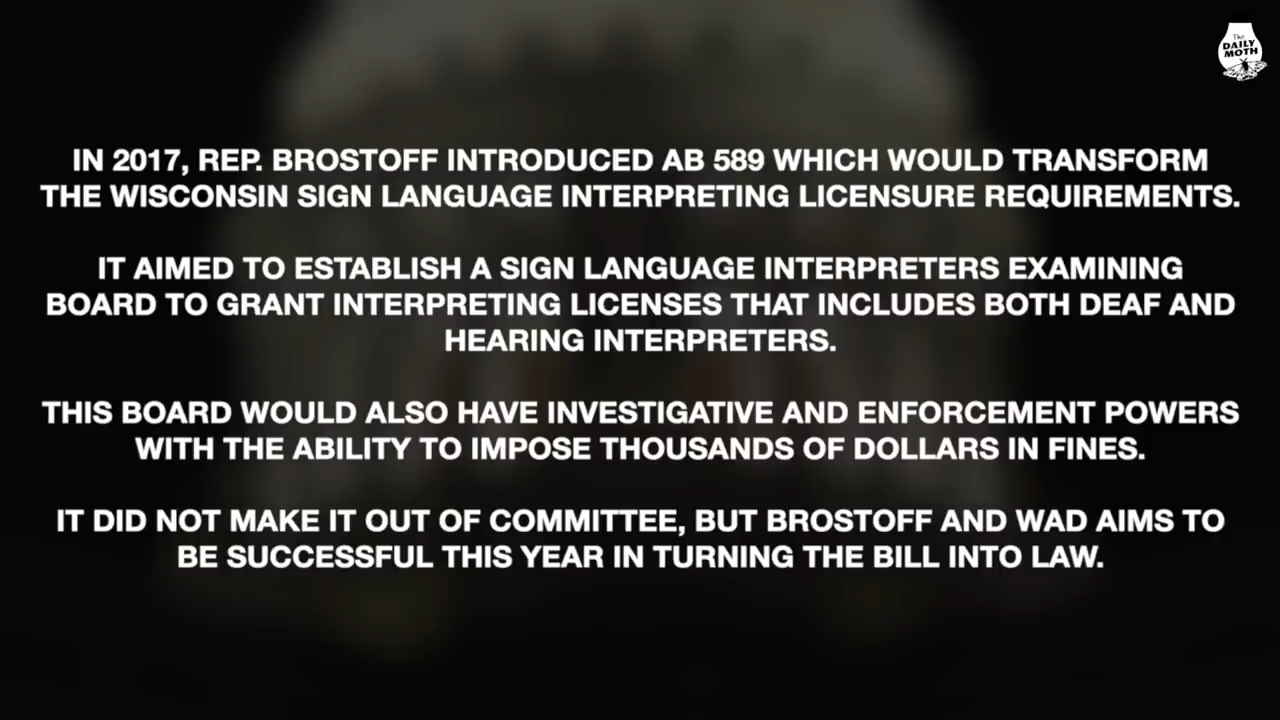 The
DAILY
MOTH
IN 2017, REP. BROSTOFF INTRODUCED AB 589 WHICH WOULD TRANSFORM
THE WISCONSIN SIGN LANGUAGE INTERPRETING LICENSURE REQUIREMENTS.
IT AIMED TO ESTABLISH A SIGN LANGUAGE INTERPRETERS EXAMINING
BOARD TO GRANT INTERPRETING LICENSES THAT INCLUDES BOTH DEAF AND
HEARING INTERPRETERS.
THIS BOARD WOULD ALSO HAVE INVESTIGATIVE AND ENFORCEMENT POWERS
WITH THE ABILITY TO IMPOSE THOUSANDS OF DOLLARS IN FINES.
IT DID NOT MAKE IT OUT OF COMMITTEE, BUT BROSTOFF AND WAD AIMS TO
BE SUCCESSFUL THIS YEAR IN TURNING THE BILL INTO LAW.